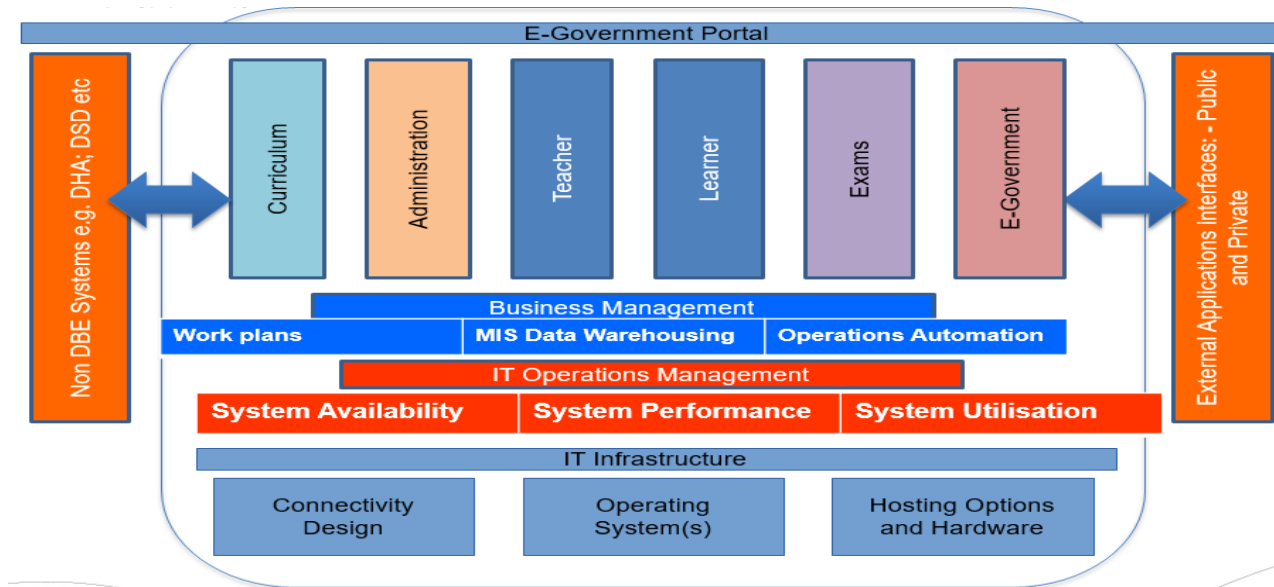 E-Government Portal
Non DBE Systems e.g. DHA; DSD etc
Curriculum
Administration
Teacher
Learner
Exams
E-Government
External Applications Interfaces: - Public
and Private
Business Management
Work plans
MIS Data Warehousing
Operations Automation
IT Operations Management
System Availability
System Performance
System Utilisation
IT Infrastructure
Connectivity
Design
Operating
System(s)
Hosting Options
and Hardware